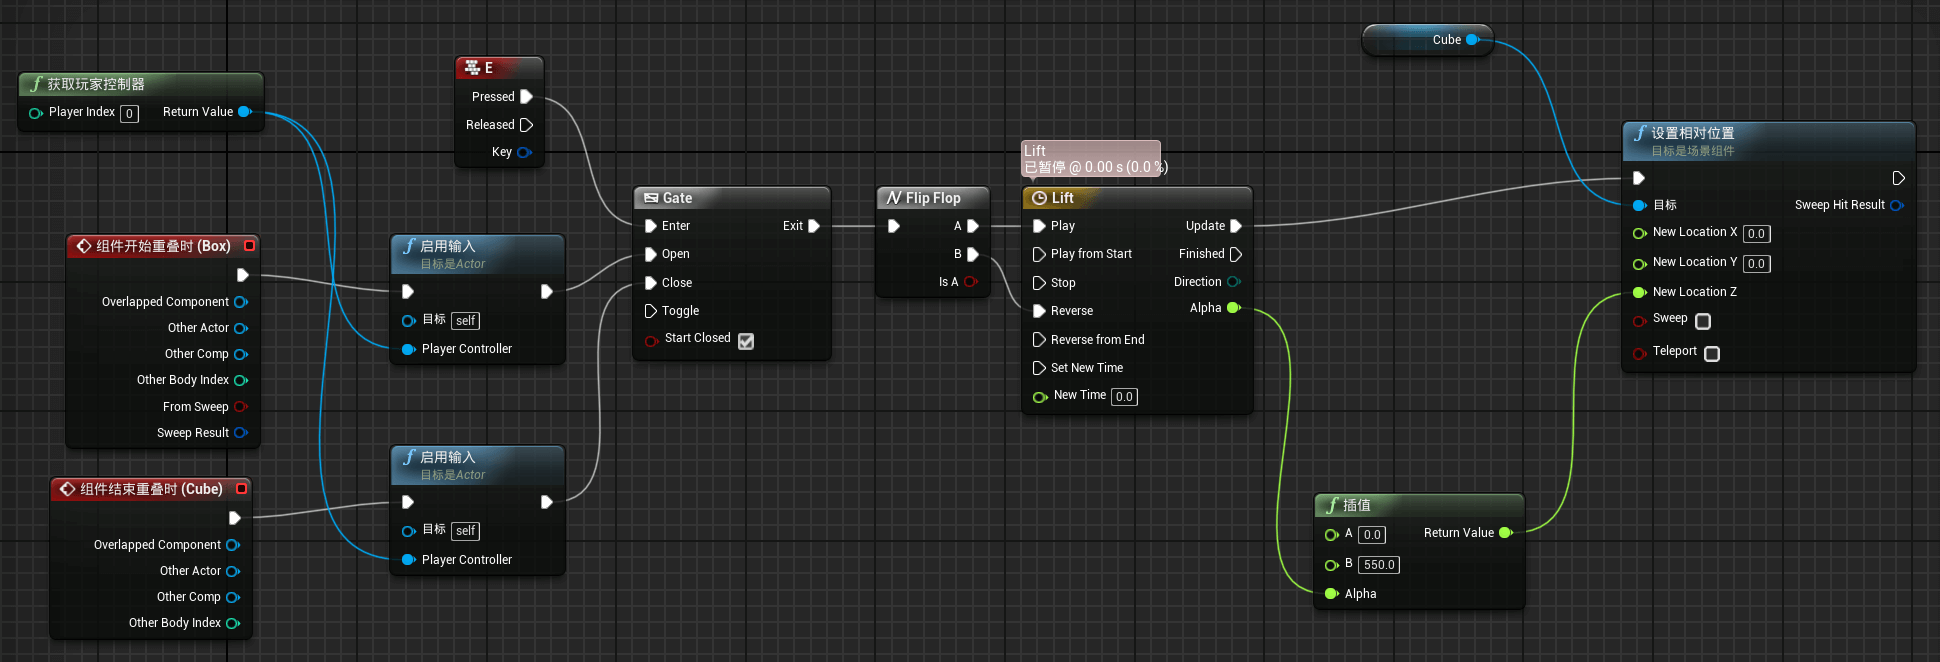 获取玩家控制器
Player Index 0 Return Value
E
Pressed
Released
Key
组件开始重叠时 (Box)
Overlapped Component
Other Actor
Other Comp
Other Body Index
From Sweep
Sweep Result
启用输入
目标是Actor
目标 self
Player Controller
组件结束重叠时 (Cube)
Overlapped Component
Other Actor
Other Comp
Other Body Index
启用输入
目标是Actor
目标 self
Player Controller
Gate
Enter Exit
Open
Close
Toggle
Start Closed
Flip Flop
A
B
Is A
Lift
已暂停 @ 0.00 s (0.0 %)
Lift
Play Update
Play from Start Finished
Stop Direction
Reverse Alpha
Reverse from End
Set New Time
New Time 0.0
插值
A 0.0 Return Value
B 550.0
Alpha
Cube
设置相对位置
目标是场景组件
目标 Sweep Hit Result
New Location X 0.0
New Location Y 0.0
New Location Z
Sweep
Teleport